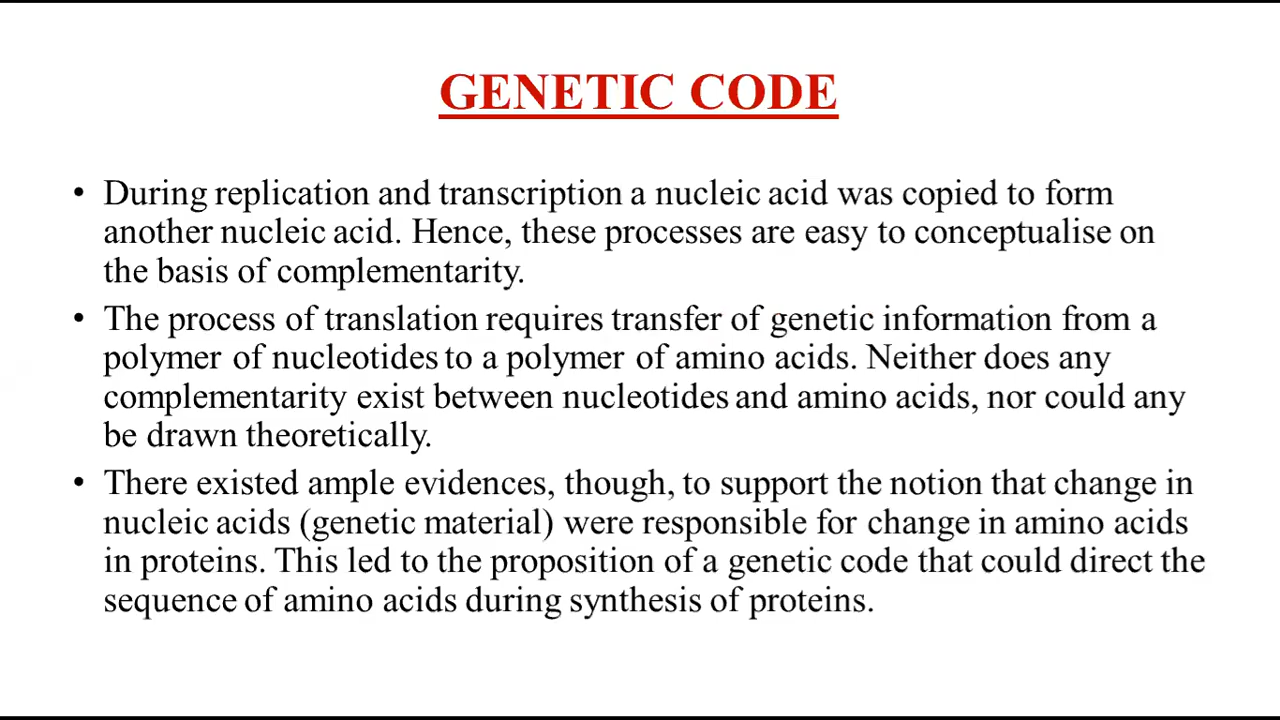 GENETIC CODE
• During replication and transcription a nucleic acid was copied to form
another nucleic acid. Hence, these processes are easy to conceptualise on
the basis of complementarity.
• The process of translation requires transfer of genetic information from a
polymer of nucleotides to a polymer of amino acids. Neither does any
complementarity exist between nucleotides and amino acids, nor could any
be drawn theoretically.
• There existed ample evidences, though, to support the notion that change in
nucleic acids (genetic material) were responsible for change in amino acids
in proteins. This led to the proposition of a genetic code that could direct the
sequence of amino acids during synthesis of proteins.